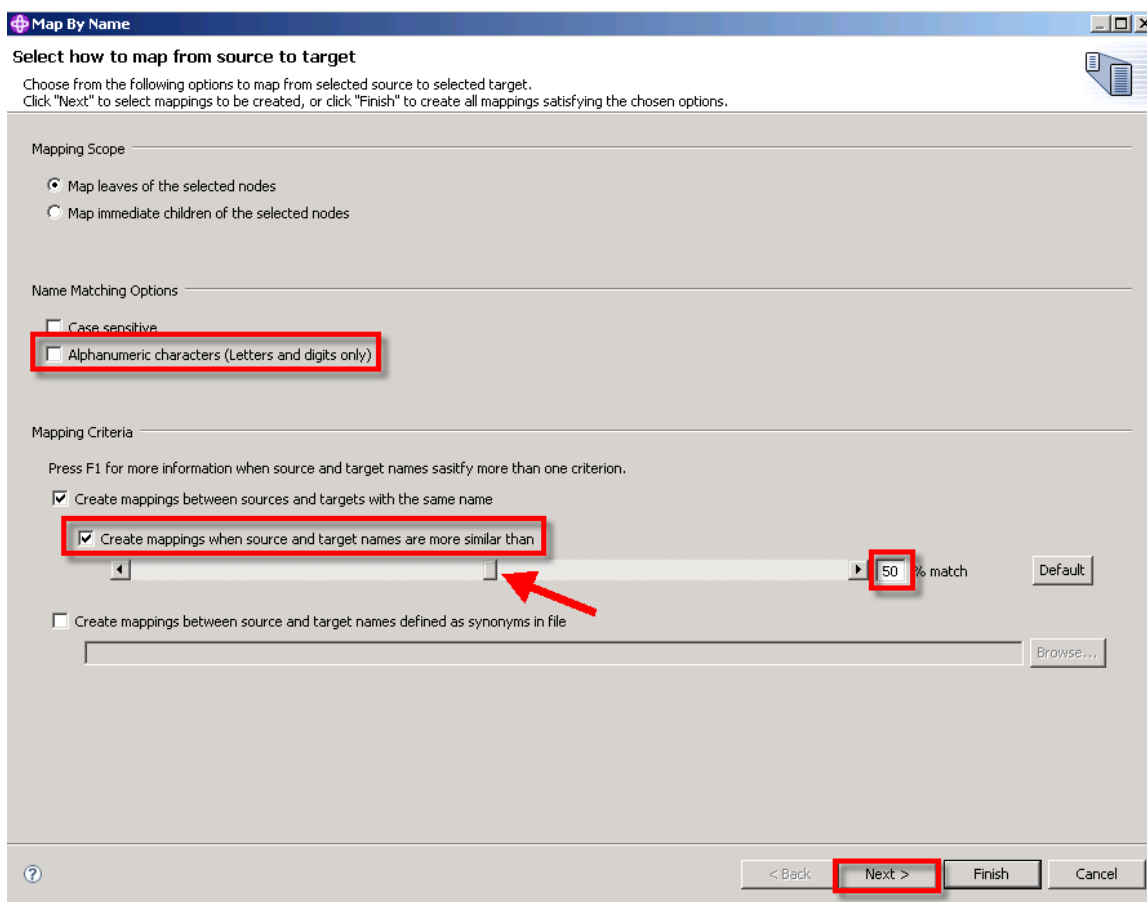 Map By Name
Select how to map from source to target
Choose from the following options to map from selected source to selected target.
Click "Next" to select mappings to be created, or click "Finish" to create all mappings satisfying the chosen options.
Mapping Scope
Map leaves of the selected nodes
Map immediate children of the selected nodes
Name Matching Options
Case sensitive
Alphanumeric characters (Letters and digits only)
Mapping Criteria
Press F1 for more information when source and target names sasitfy more than one criterion.
Create mappings between sources and targets with the same name
Create mappings when source and target names are more similar than
50 % match Default
Create mappings between source and target names defined as synonyms in file
Browse...
< Back Next > Finish Cancel